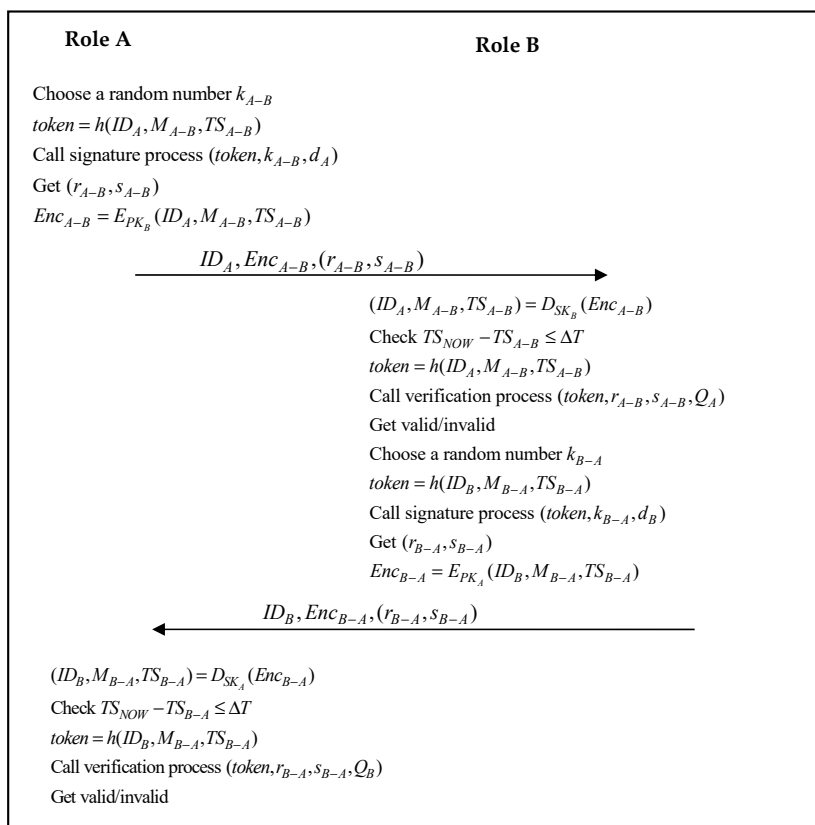 Role A
Role B
Choose a random number k_{A−B}
token = h(ID_A, M_{A−B}, TS_{A−B})
Call signature process (token, k_{A−B}, d_A)
Get (r_{A−B}, s_{A−B})
Enc_{A−B} = E_{PK_B}(ID_A, M_{A−B}, TS_{A−B})
ID_A, Enc_{A−B}, (r_{A−B}, s_{A−B})
(ID_A, M_{A−B}, TS_{A−B}) = D_{SK_B}(Enc_{A−B})
Check TS_{NOW} − TS_{A−B} ≤ ΔT
token = h(ID_A, M_{A−B}, TS_{A−B})
Call verification process (token, r_{A−B}, s_{A−B}, Q_A)
Get valid/invalid
Choose a random number k_{B−A}
token = h(ID_B, M_{B−A}, TS_{B−A})
Call signature process (token, k_{B−A}, d_B)
Get (r_{B−A}, s_{B−A})
Enc_{B−A} = E_{PK_A}(ID_B, M_{B−A}, TS_{B−A})
ID_B, Enc_{B−A}, (r_{B−A}, s_{B−A})
(ID_B, M_{B−A}, TS_{B−A}) = D_{SK_A}(Enc_{B−A})
Check TS_{NOW} − TS_{B−A} ≤ ΔT
token = h(ID_B, M_{B−A}, TS_{B−A})
Call verification process (token, r_{B−A}, s_{B−A}, Q_B)
Get valid/invalid